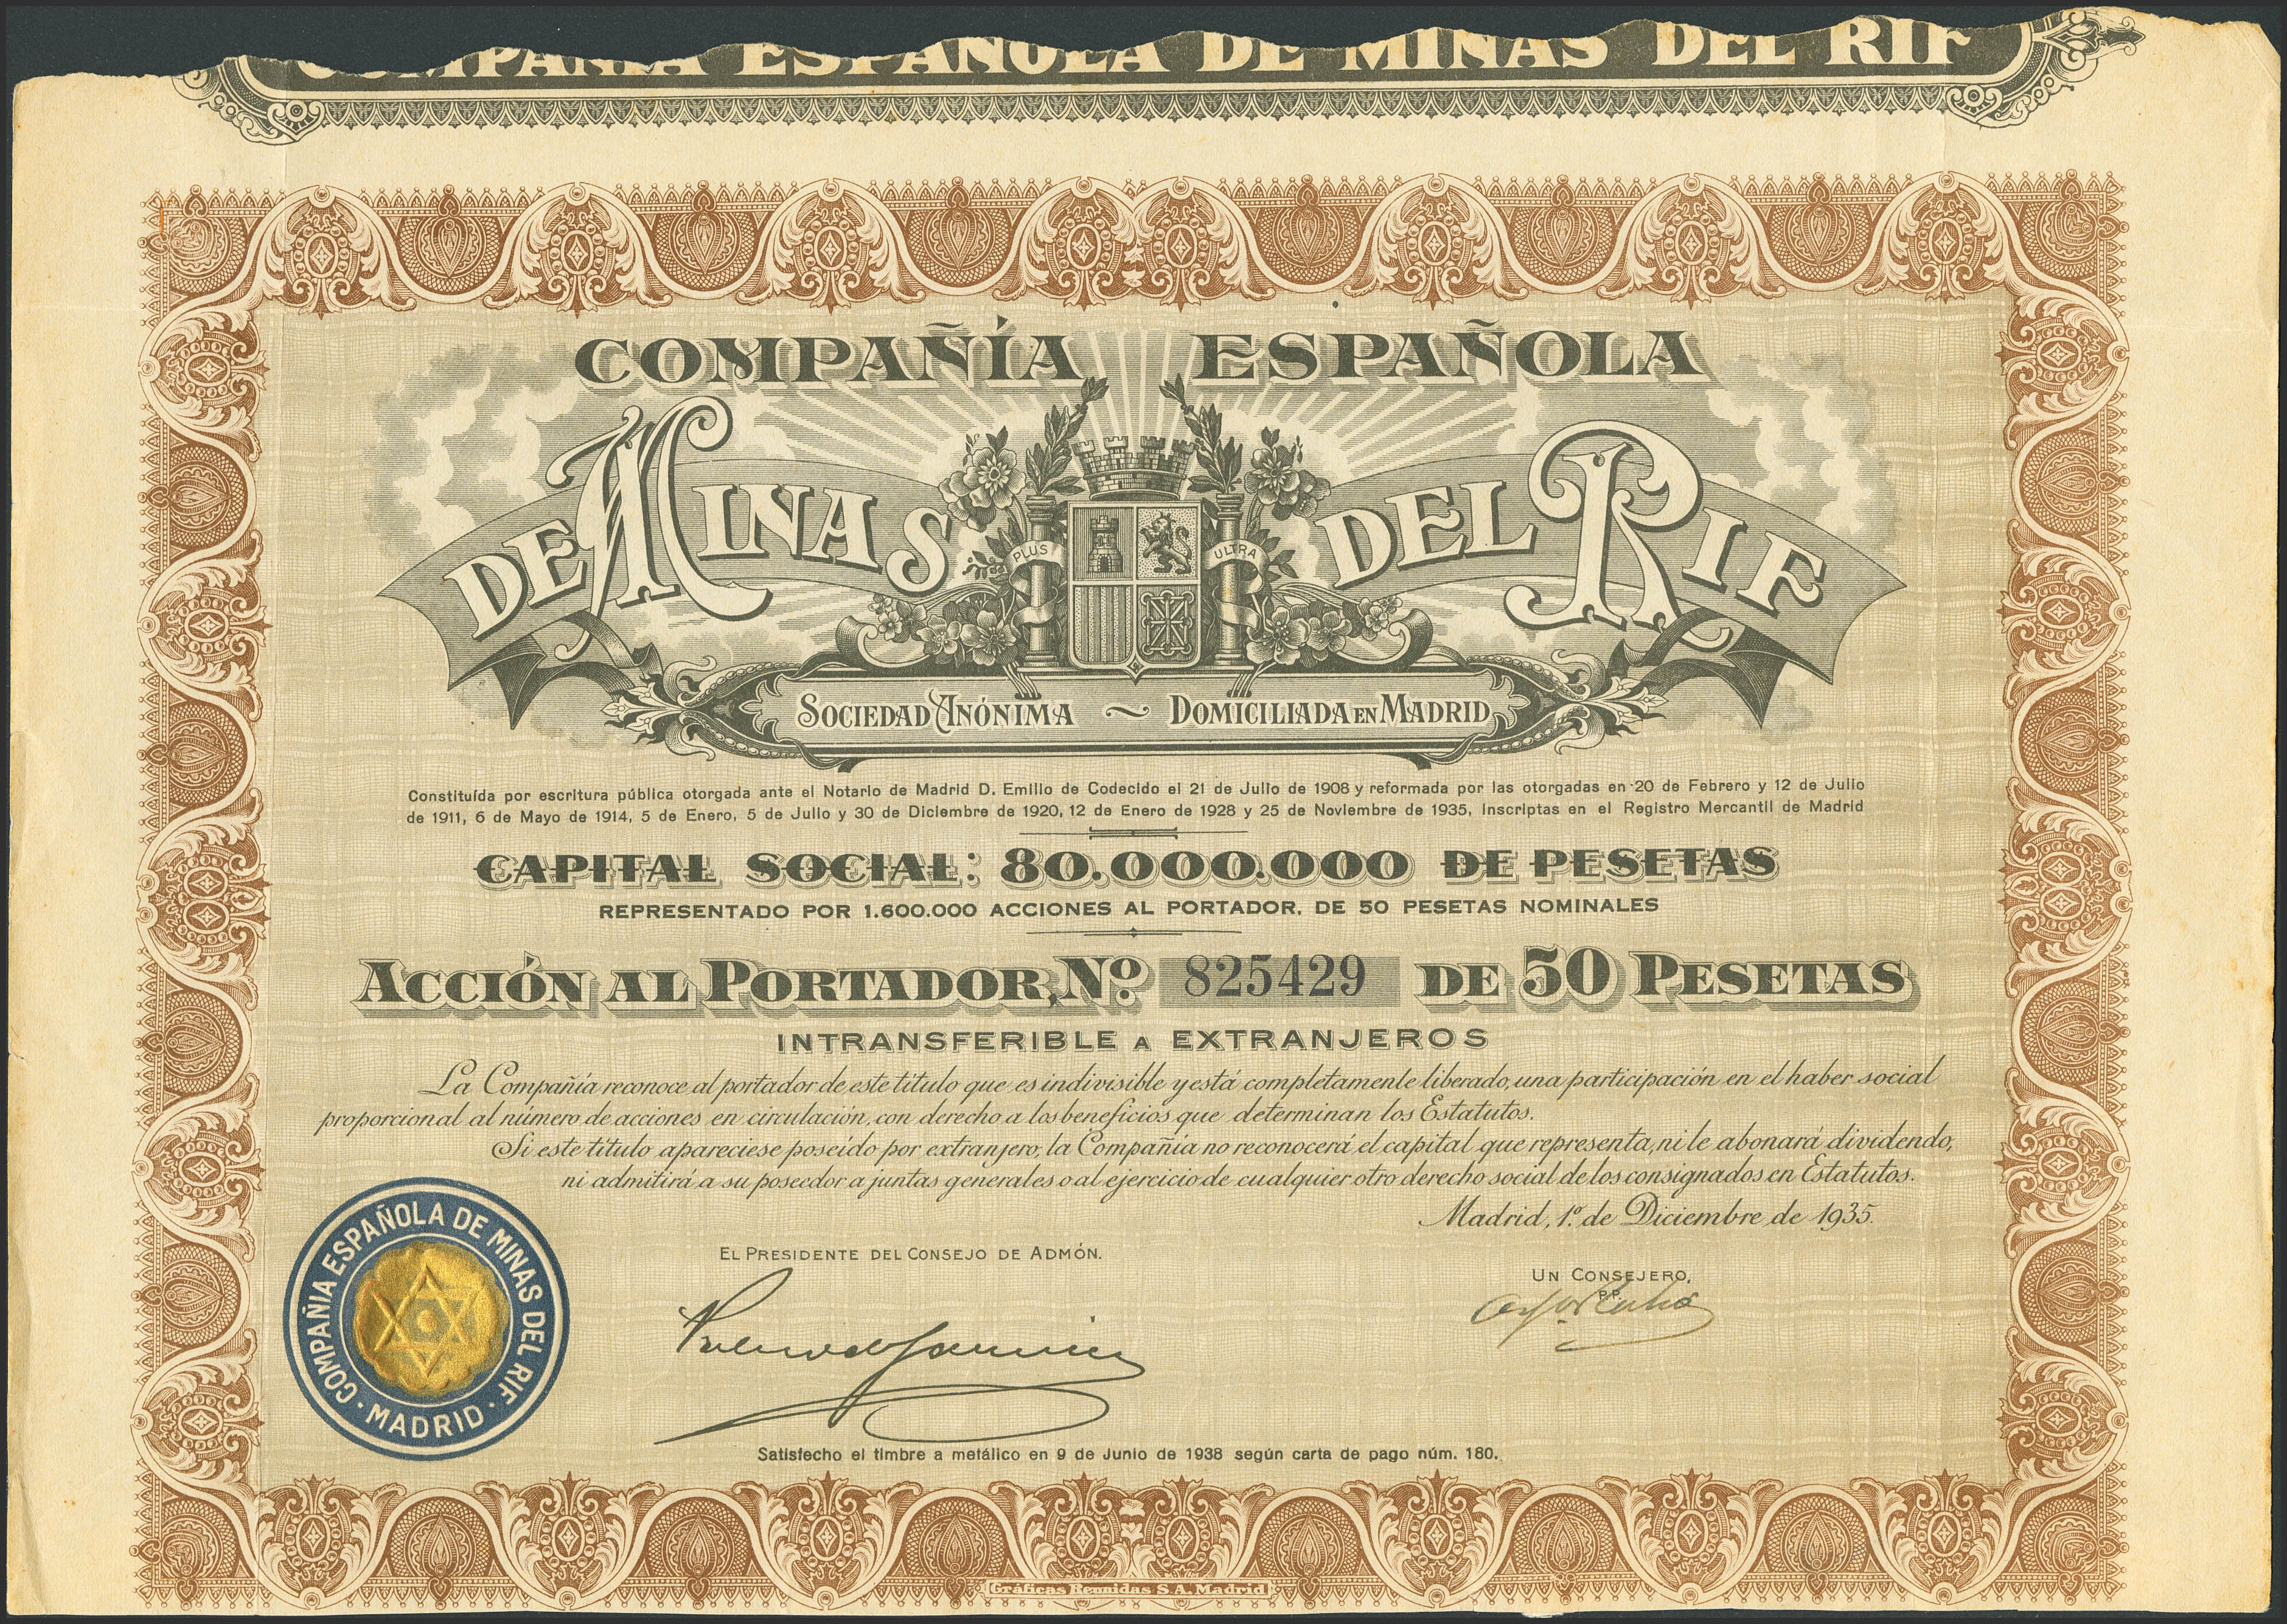 COMPAÑIA ESPAÑOLA DE MINAS DEL RIF
COMPAÑÍA ESPAÑOLA
DE MINAS DEL RIF
PLUS ULTRA
SOCIEDAD ANÓNIMA ~ DOMICILIADA EN MADRID
Constituída por escritura pública otorgada ante el Notario de Madrid D. Emilio de Codecido el 21 de Julio de 1908 y reformada por las otorgadas en 20 de Febrero y 12 de Julio
de 1911, 6 de Mayo de 1914, 5 de Enero, 5 de Julio y 30 de Diciembre de 1920, 12 de Enero de 1928 y 25 de Noviembre de 1935, Inscriptas en el Registro Mercantil de Madrid
CAPITAL SOCIAL: 80.000.000 DE PESETAS
REPRESENTADO POR 1.600.000 ACCIONES AL PORTADOR, DE 50 PESETAS NOMINALES
ACCIÓN AL PORTADOR, Nº 825429 DE 50 PESETAS
INTRANSFERIBLE A EXTRANJEROS
La Compañía reconoce al portador de este título que es indivisible y está completamente liberado, una participación en el haber social
proporcional al número de acciones en circulación, con derecho a los beneficios que determinan los Estatutos.
Si este título apareciese poseído por extranjero, la Compañía no reconocerá el capital que representa, ni le abonará dividendo,
ni admitirá a su poseedor a juntas generales o al ejercicio de cualquier otro derecho social de los consignados en Estatutos.
Madrid, 1º de Diciembre de 1935.
EL PRESIDENTE DEL CONSEJO DE ADMÓN.
UN CONSEJERO,
P.P.
COMPAÑIA ESPAÑOLA DE MINAS DEL RIF · MADRID ·
Satisfecho el timbre a metálico en 9 de Junio de 1938 según carta de pago núm. 180.
Gráficas Reunidas S.A. Madrid